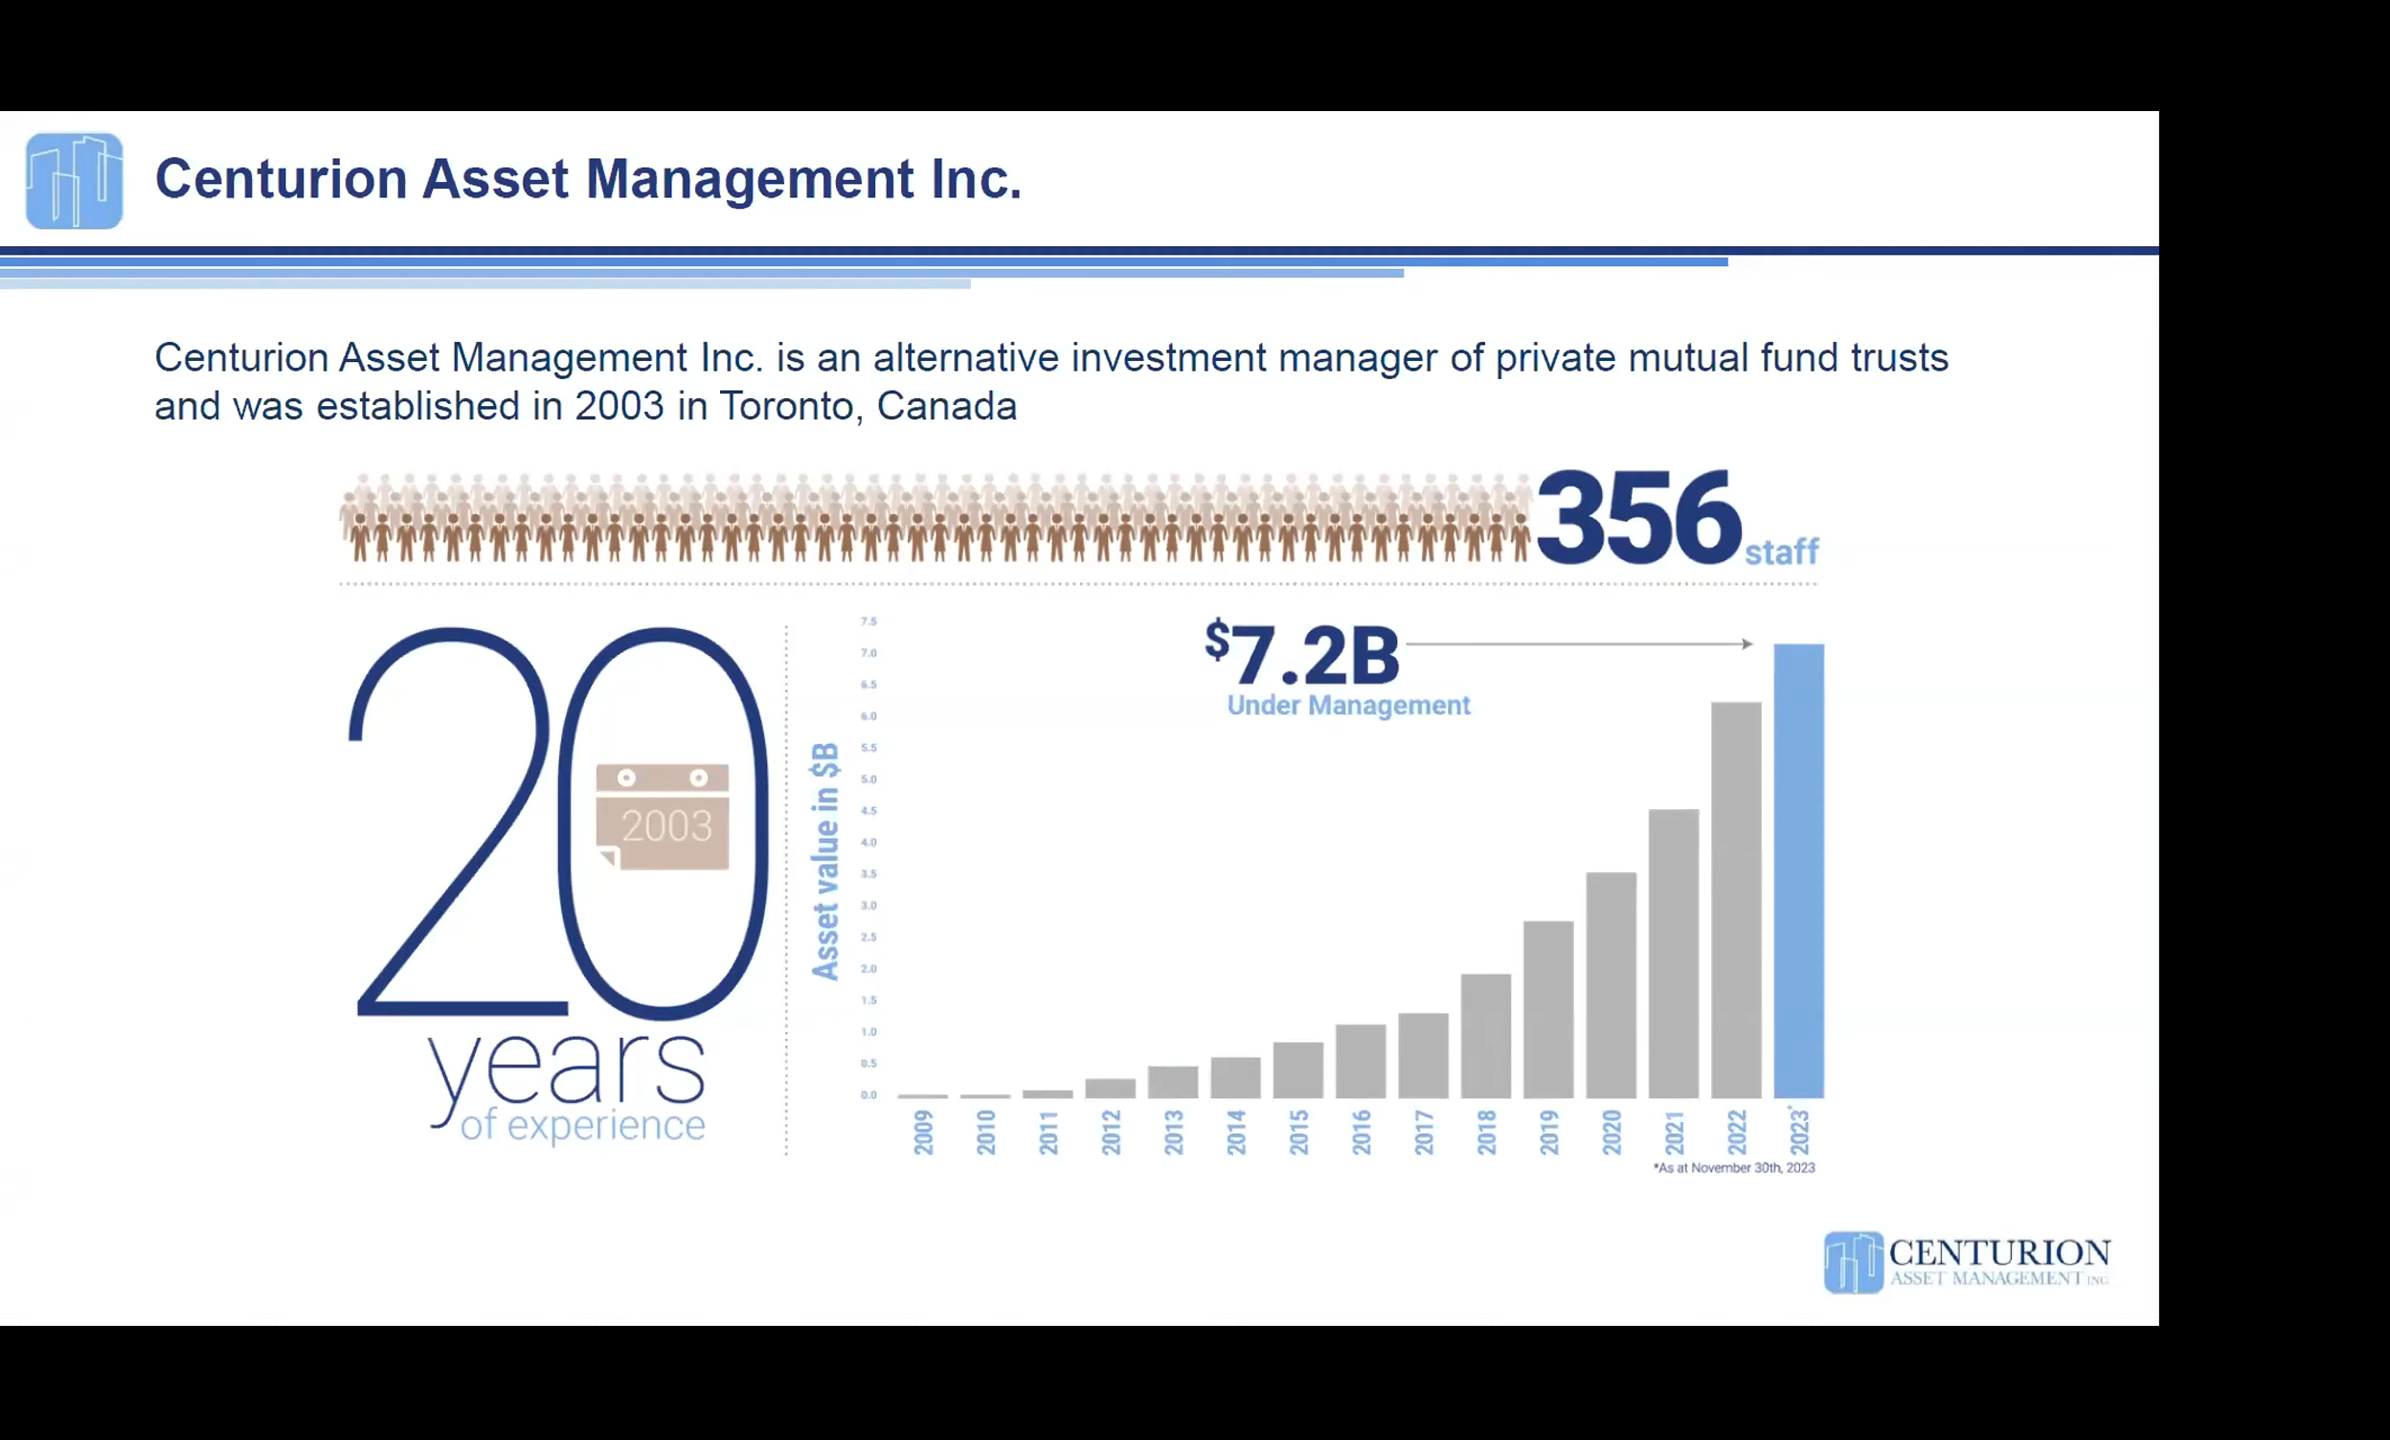 Centurion Asset Management Inc.
Centurion Asset Management Inc. is an alternative investment manager of private mutual fund trusts
and was established in 2003 in Toronto, Canada
356 staff
20
2003
years
of experience
$7.2B
Under Management
Asset value in $B
7.5
7.0
6.5
6.0
5.5
5.0
4.5
4.0
3.5
3.0
2.5
2.0
1.5
1.0
0.5
0.0
2009 2010 2011 2012 2013 2014 2015 2016 2017 2018 2019 2020 2021 2022 2023*
*As at November 30th, 2023
CENTURION
ASSET MANAGEMENT INC